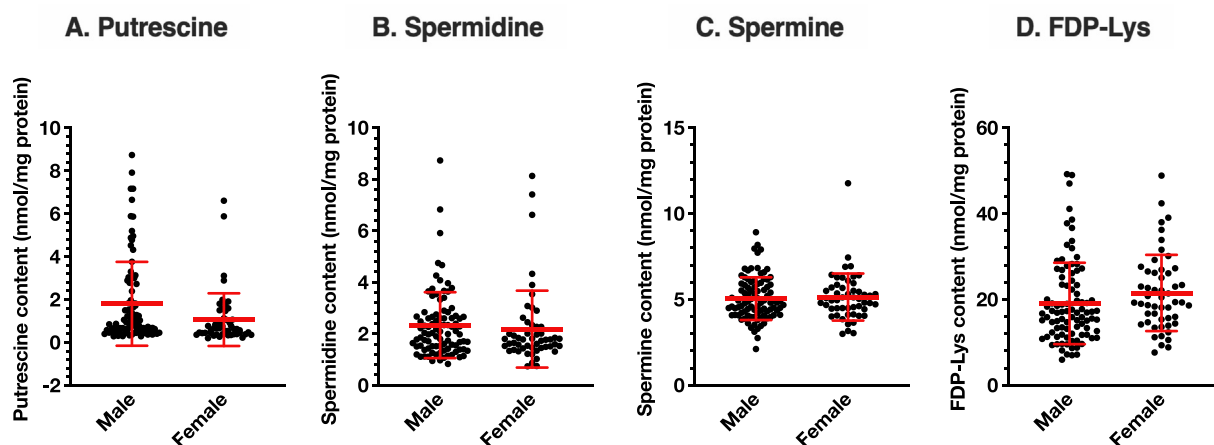 A. Putrescine
B. Spermidine
C. Spermine
D. FDP-Lys
Putrescine content (nmol/mg protein)
10
8
6
4
2
0
-2
Male
Female
Spermidine content (nmol/mg protein)
10
8
6
4
2
0
Male
Female
Spermine content (nmol/mg protein)
15
10
5
0
Male
Female
FDP-Lys content (nmol/mg protein)
60
40
20
0
Male
Female